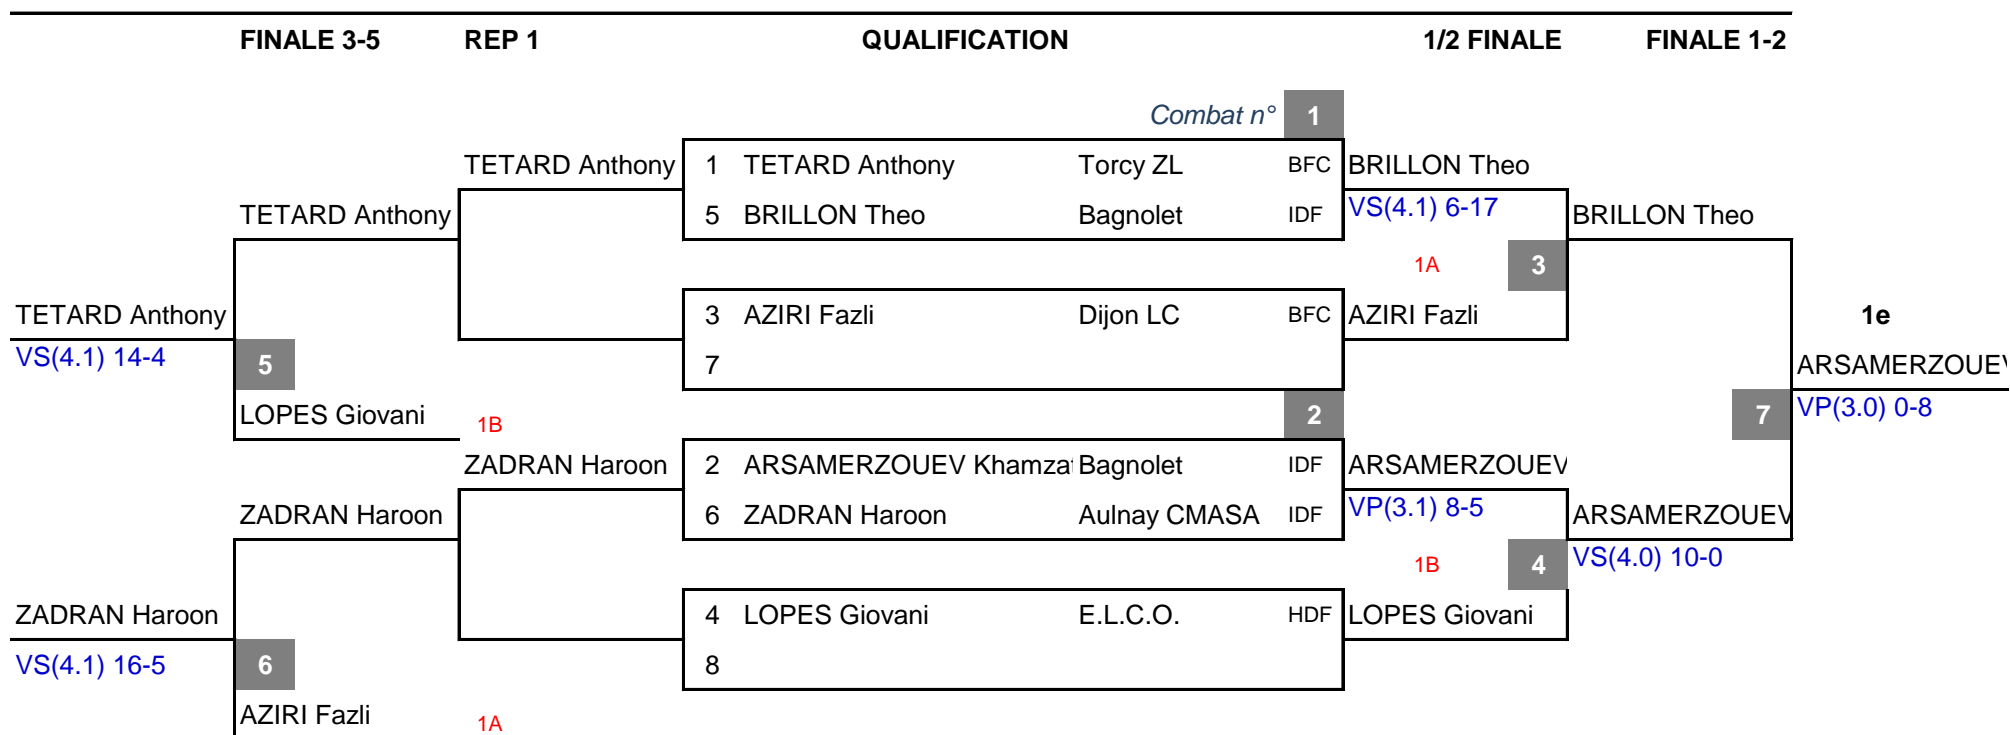 FINALE 3-5 REP 1 QUALIFICATION 1/2 FINALE FINALE 1-2
Combat n° 1
TETARD Anthony 1 TETARD Anthony Torcy ZL BFC BRILLON Theo
TETARD Anthony 5 BRILLON Theo Bagnolet IDF VS(4.1) 6-17 BRILLON Theo
1A 3
TETARD Anthony 3 AZIRI Fazli Dijon LC BFC AZIRI Fazli 1e
VS(4.1) 14-4 5 7 ARSAMERZOUEV
LOPES Giovani 1B 2 7 VP(3.0) 0-8
ZADRAN Haroon 2 ARSAMERZOUEV Khamzat Bagnolet IDF ARSAMERZOUEV
ZADRAN Haroon 6 ZADRAN Haroon Aulnay CMASA IDF VP(3.1) 8-5 ARSAMERZOUEV
1B 4 VS(4.0) 10-0
ZADRAN Haroon 4 LOPES Giovani E.L.C.O. HDF LOPES Giovani
VS(4.1) 16-5 6 8
AZIRI Fazli 1A